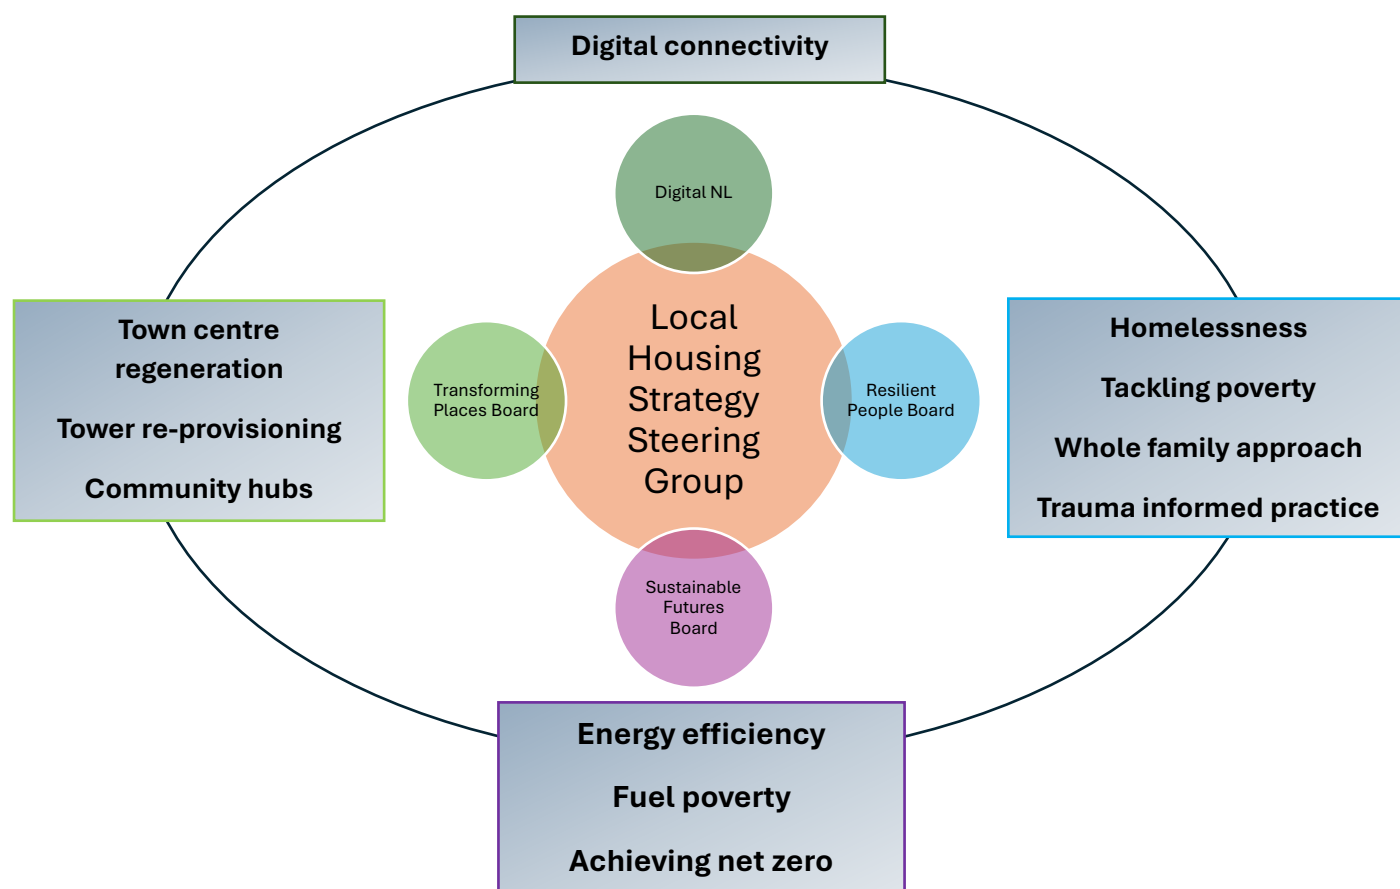 Digital connectivity
Digital NL
Town centre
regeneration
Tower re-provisioning
Community hubs
Transforming
Places Board
Local
Housing
Strategy
Steering
Group
Resilient
People Board
Homelessness
Tackling poverty
Whole family approach
Trauma informed practice
Sustainable
Futures
Board
Energy efficiency
Fuel poverty
Achieving net zero